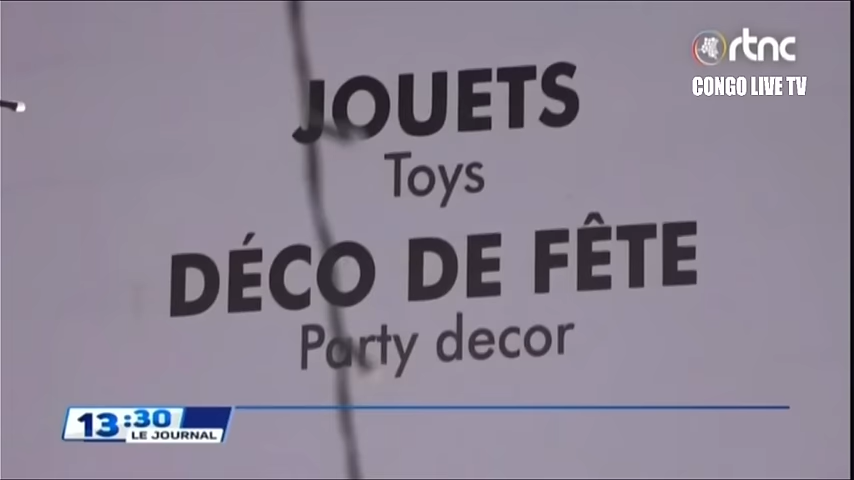 rtnc
CONGO LIVE TV
JOUETS
Toys
DÉCO DE FÊTE
Party decor
13:30
LE JOURNAL